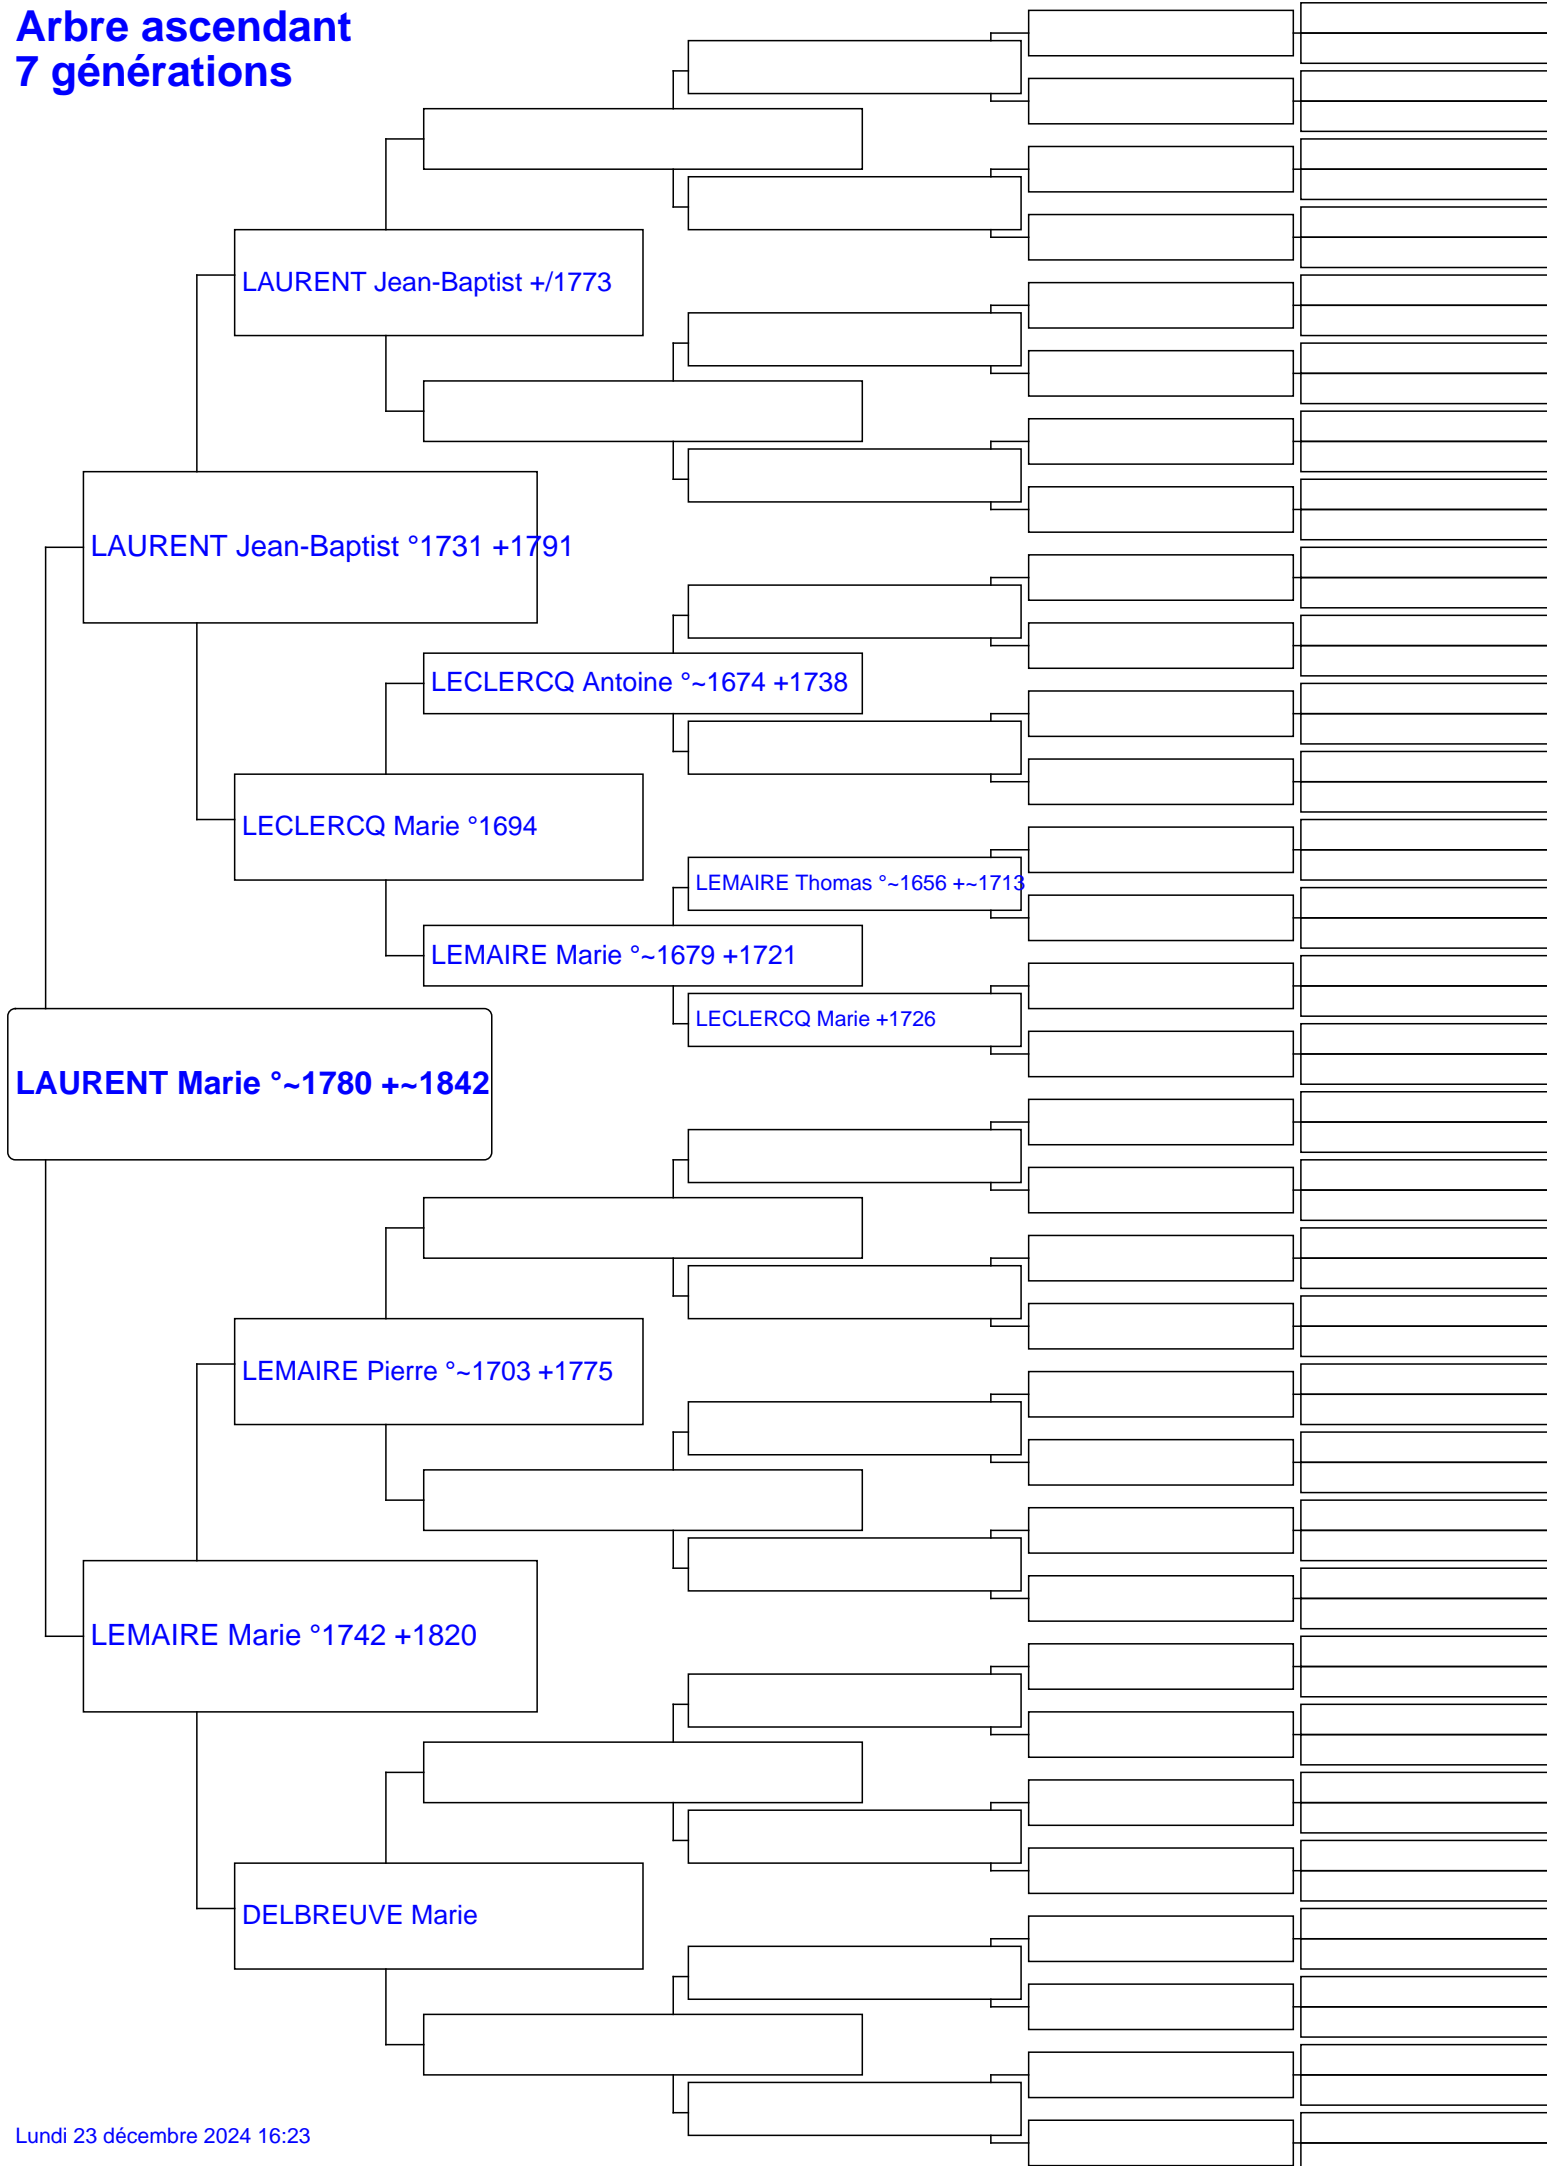 Arbre ascendant
7 générations
LAURENT Jean-Baptist +/1773
LAURENT Jean-Baptist °1731 +1791
LECLERCQ Antoine °~1674 +1738
LECLERCQ Marie °1694
LEMAIRE Thomas °~1656 +~1713
LEMAIRE Marie °~1679 +1721
LECLERCQ Marie +1726
LAURENT Marie °~1780 +~1842
LEMAIRE Pierre °~1703 +1775
LEMAIRE Marie °1742 +1820
DELBREUVE Marie
Lundi 23 décembre 2024 16:23